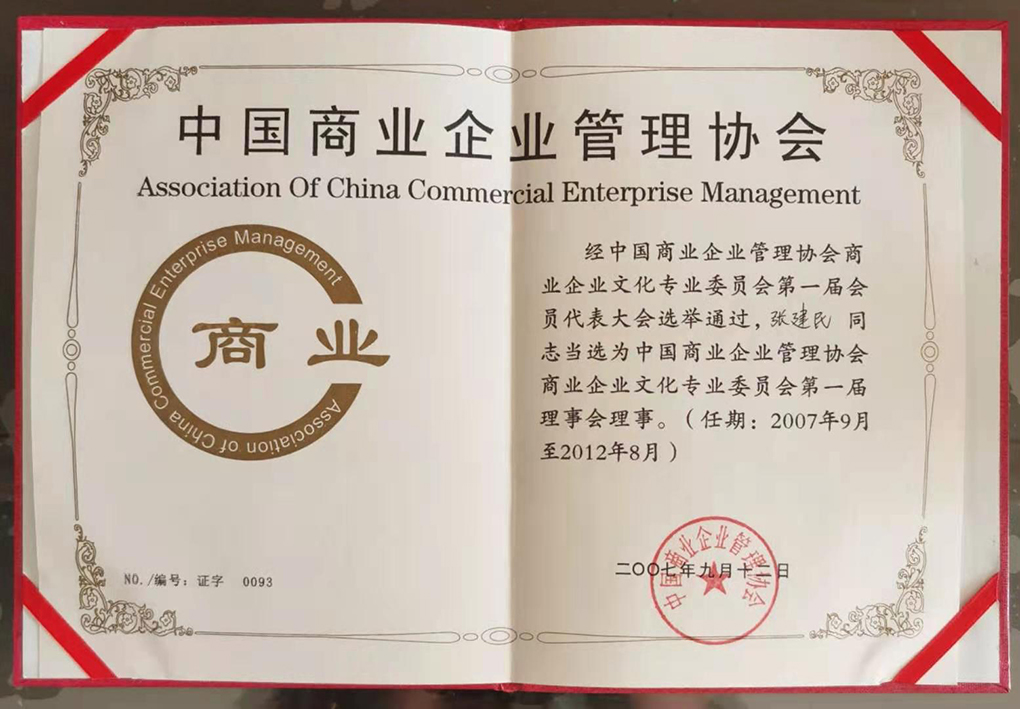 中国商业企业管理协会
Association Of China Commercial Enterprise Management
Association of China Commercial Enterprise Management
商业
经中国商业企业管理协会商
业企业文化专业委员会第一届会
员代表大会选举通过，张建民 同
志当选为中国商业企业管理协会
商业企业文化专业委员会第一届
理事会理事。（任期：2007年9月
至2012年8月）
中国商业企业管理协会
二〇〇七年九月十二日
NO./编号：证字 0093